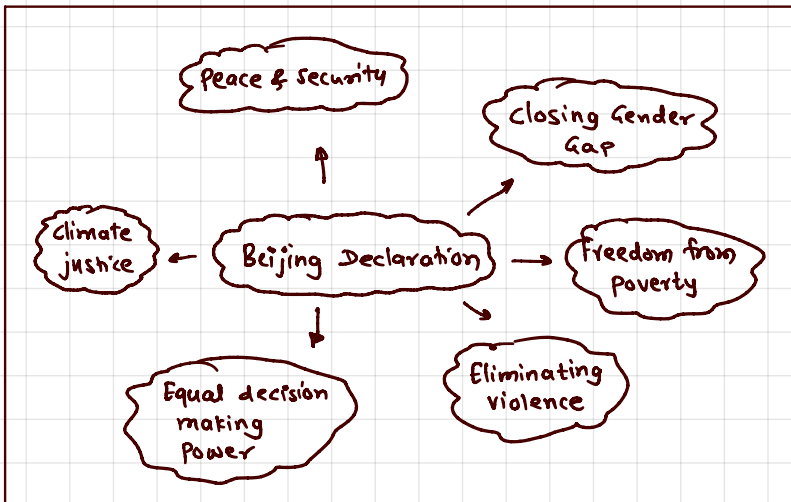 Peace & Security
Closing Gender
Gap
Climate
justice
Beijing Declaration
Freedom from
poverty
Equal decision
making
Power
Eliminating
violence